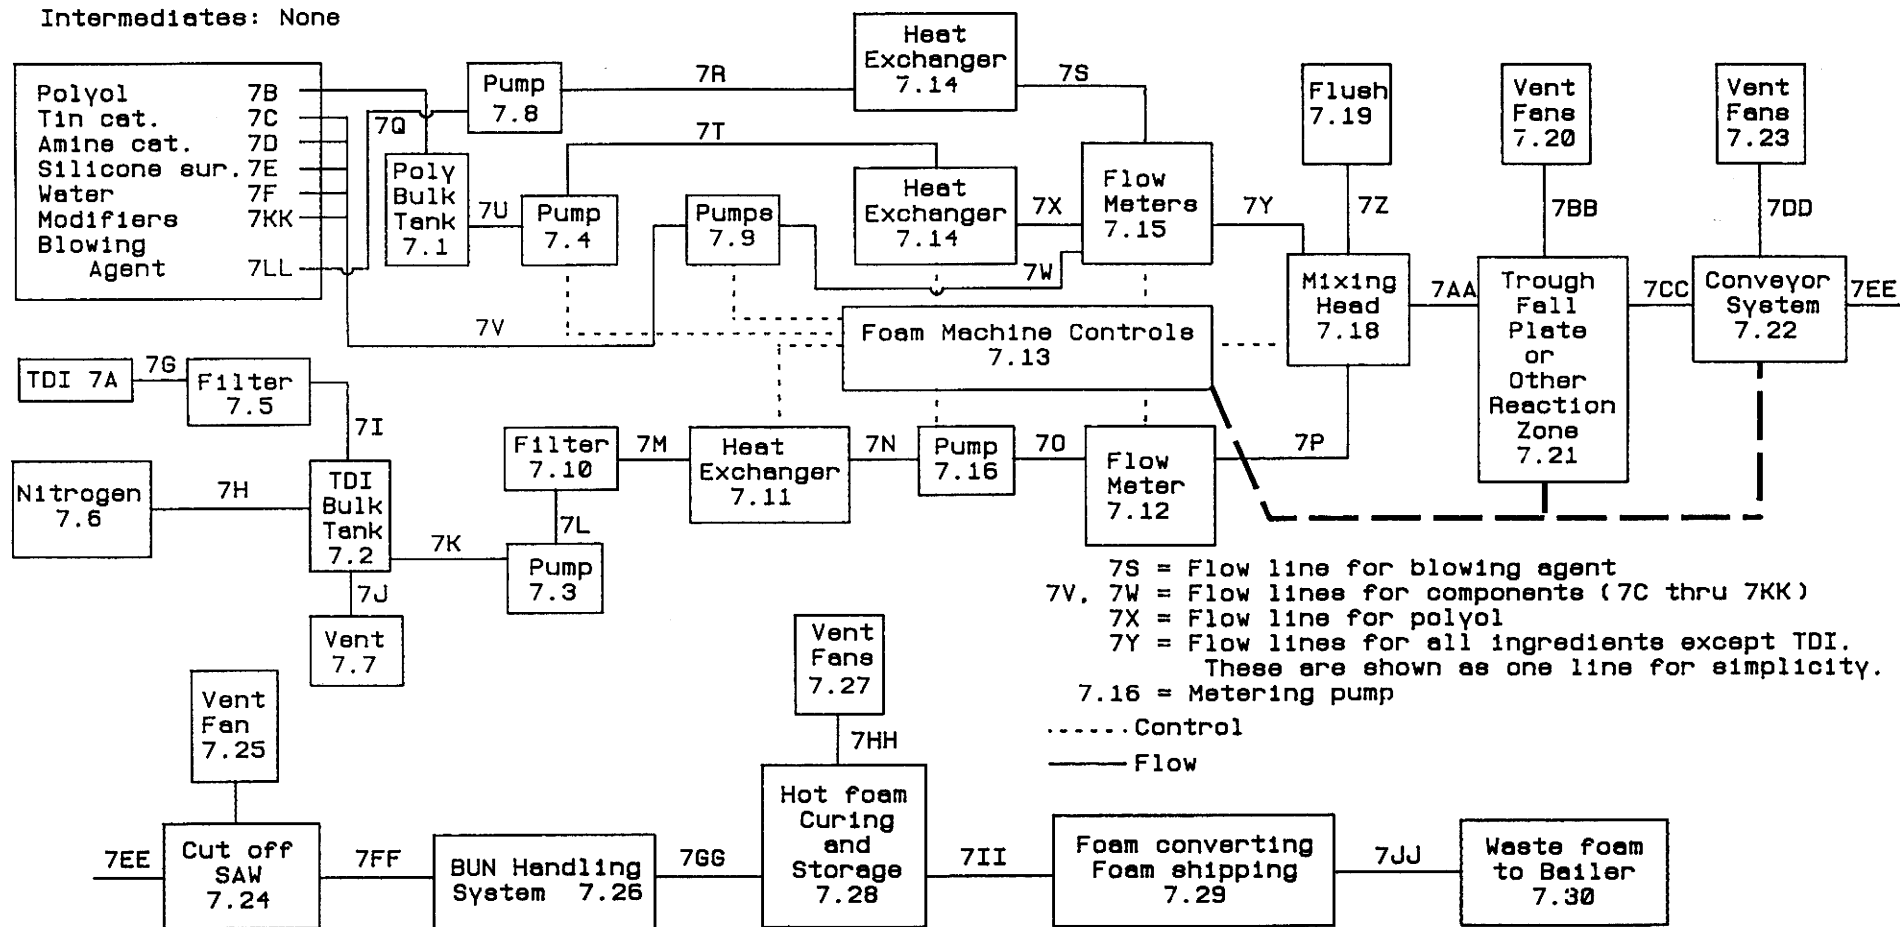 Intermediates: None
Polyol 7B
Tin cat. 7C
Amine cat. 7D
Silicone sur. 7E
Water 7F
Modifiers 7KK
Blowing
Agent 7LL
7Q
Pump
7.8
7R
Heat
Exchanger
7.14
7S
Poly
Bulk
Tank
7.1
7U
Pump
7.4
7T
Pumps
7.9
Heat
Exchanger
7.14
7X
7W
Flow
Meters
7.15
7Y
Flush
7.19
7Z
Vent
Fans
7.20
7BB
Vent
Fans
7.23
7DD
7V
Foam Machine Controls
7.13
Mixing
Head
7.18
7AA
Trough
Fall
Plate
or
Other
Reaction
Zone
7.21
7CC
Conveyor
System
7.22
7EE
TDI 7A
7G
Filter
7.5
7I
Nitrogen
7.6
7H
TDI
Bulk
Tank
7.2
7J
Vent
7.7
7K
Pump
7.3
7L
Filter
7.10
7M
Heat
Exchanger
7.11
7N
Pump
7.16
7O
Flow
Meter
7.12
7P
7S = Flow line for blowing agent
7V, 7W = Flow lines for components (7C thru 7KK)
7X = Flow line for polyol
7Y = Flow lines for all ingredients except TDI.
These are shown as one line for simplicity.
7.16 = Metering pump
Control
Flow
Vent
Fan
7.25
Vent
Fans
7.27
7HH
7EE
Cut off
SAW
7.24
7FF
BUN Handling
System 7.26
7GG
Hot foam
Curing
and
Storage
7.28
7II
Foam converting
Foam shipping
7.29
7JJ
Waste foam
to Bailer
7.30